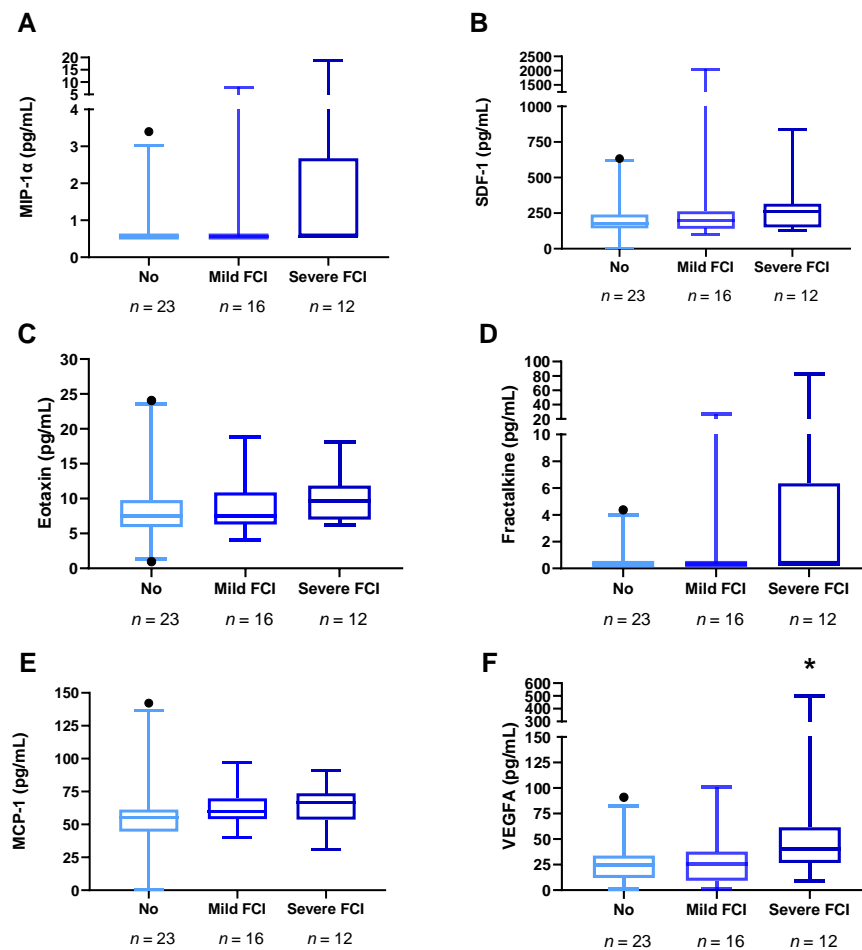 A
MIP-1α (pg/mL)
20
15
10
5
4
3
2
1
0
No Mild FCI Severe FCI
n = 23 n = 16 n = 12
B
SDF-1 (pg/mL)
2500
2000
1500
1000
750
500
250
0
No Mild FCI Severe FCI
n = 23 n = 16 n = 12
C
Eotaxin (pg/mL)
30
25
20
15
10
5
0
No Mild FCI Severe FCI
n = 23 n = 16 n = 12
D
Fractalkine (pg/mL)
100
80
60
40
20
10
8
6
4
2
0
No Mild FCI Severe FCI
n = 23 n = 16 n = 12
E
MCP-1 (pg/mL)
150
125
100
75
50
25
0
No Mild FCI Severe FCI
n = 23 n = 16 n = 12
F
*
VEGFA (pg/mL)
600
500
400
300
150
100
75
50
25
0
No Mild FCI Severe FCI
n = 23 n = 16 n = 12